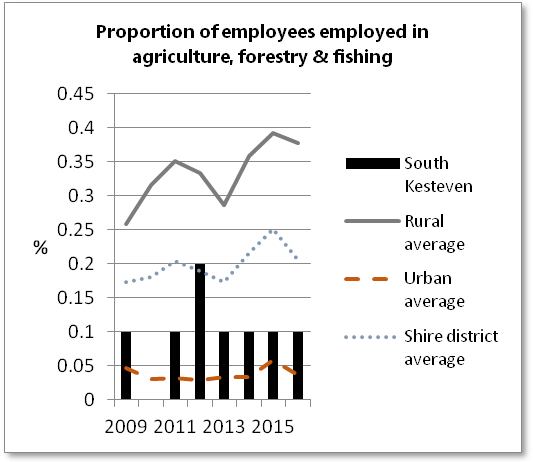 Proportion of employees employed in
agriculture, forestry & fishing
0.45
0.4
0.35
0.3
0.25
0.2
0.15
0.1
0.05
0
%
2009 2011 2013 2015
South
Kesteven
Rural
average
Urban
average
Shire district
average